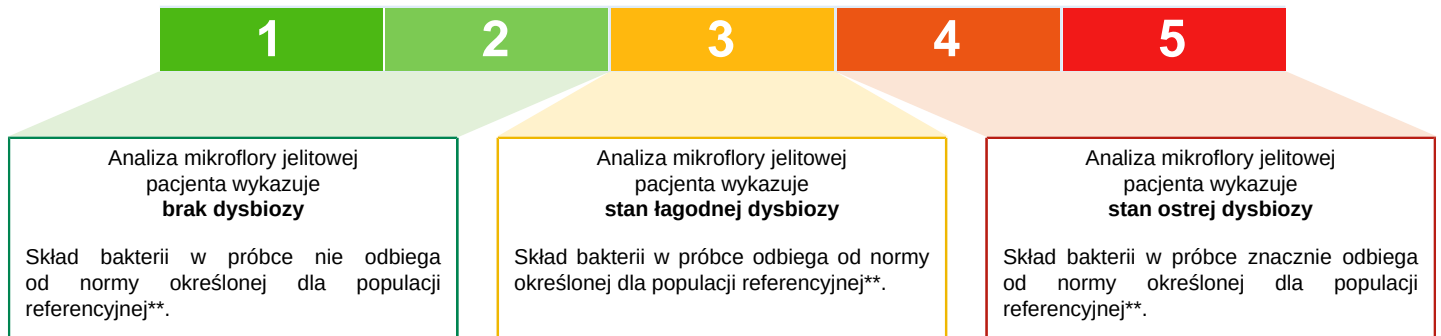 1 2 3 4 5
Analiza mikroflory jelitowej
pacjenta wykazuje
brak dysbiozy
Skład bakterii w próbce nie odbiega
od normy określonej dla populacji
referencyjnej**.
Analiza mikroflory jelitowej
pacjenta wykazuje
stan łagodnej dysbiozy
Skład bakterii w próbce odbiega od normy
określonej dla populacji referencyjnej**.
Analiza mikroflory jelitowej
pacjenta wykazuje
stan ostrej dysbiozy
Skład bakterii w próbce znacznie odbiega
od normy określonej dla populacji
referencyjnej**.